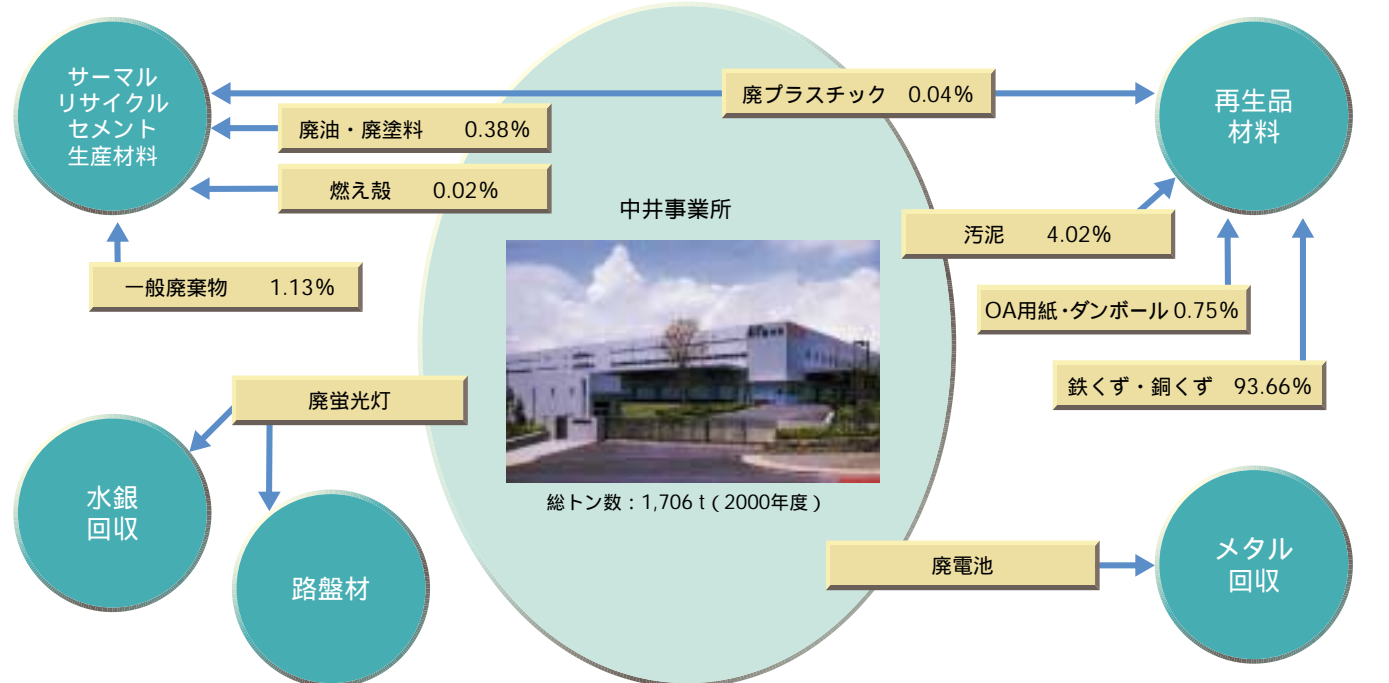 サーマル
リサイクル
セメント
生産材料
廃プラスチック 0.04%
再生品
材料
廃油・廃塗料 0.38%
燃え殻 0.02%
中井事業所
汚泥 4.02%
一般廃棄物 1.13%
OA用紙・ダンボール 0.75%
鉄くず・銅くず 93.66%
廃蛍光灯
水銀
回収
路盤材
総トン数:1,706 t(2000年度)
廃電池
メタル
回収